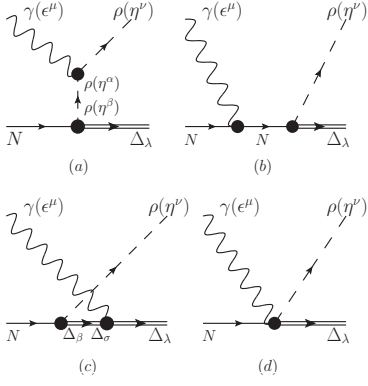 γ(ϵ^μ) ρ(η^ν) γ(ϵ^μ) ρ(η^ν)
ρ(η^α)
ρ(η^β)
N Δ_λ N N Δ_λ
(a) (b)
γ(ϵ^μ) ρ(η^ν) γ(ϵ^μ) ρ(η^ν)
N Δ_β Δ_σ Δ_λ N Δ_λ
(c) (d)